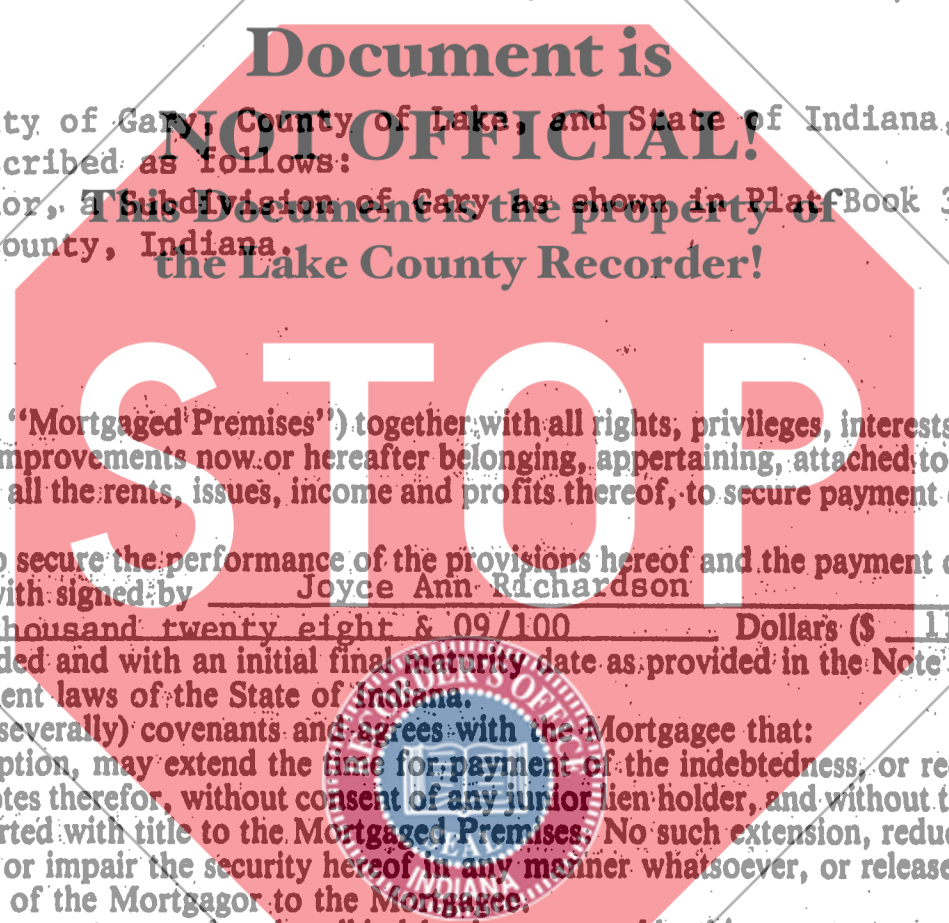 Document is
NOT OFFICIAL!
This Document is the property of
the Lake County Recorder!
STOP
ty of Gary, County of Lake, and State of Indiana,
cribed as follows:
or, a Subdivision of Gary as shown in Plat Book 3
ounty, Indiana.
"Mortgaged Premises") together with all rights, privileges, interests
mprovements now or hereafter belonging, appertaining, attached to
all the rents, issues, income and profits thereof, to secure payment
o secure the performance of the provisions hereof and the payment
with signed by Joyce Ann Richardson
housand twenty eight & 09/100 Dollars ($ 11
ded and with an initial final maturity date as provided in the Note
ent laws of the State of Indiana.
severally) covenants and agrees with the Mortgagee that:
ption, may extend the time for payment of the indebtedness, or re
otes therefor, without consent of any junior lien holder, and without t
rted with title to the Mortgaged Premises. No such extension, redu
or impair the security hereof in any manner whatsoever, or release
of the Mortgagor to the Mortgagee.
RECORDER'S OFFICE
SEAL
INDIANA